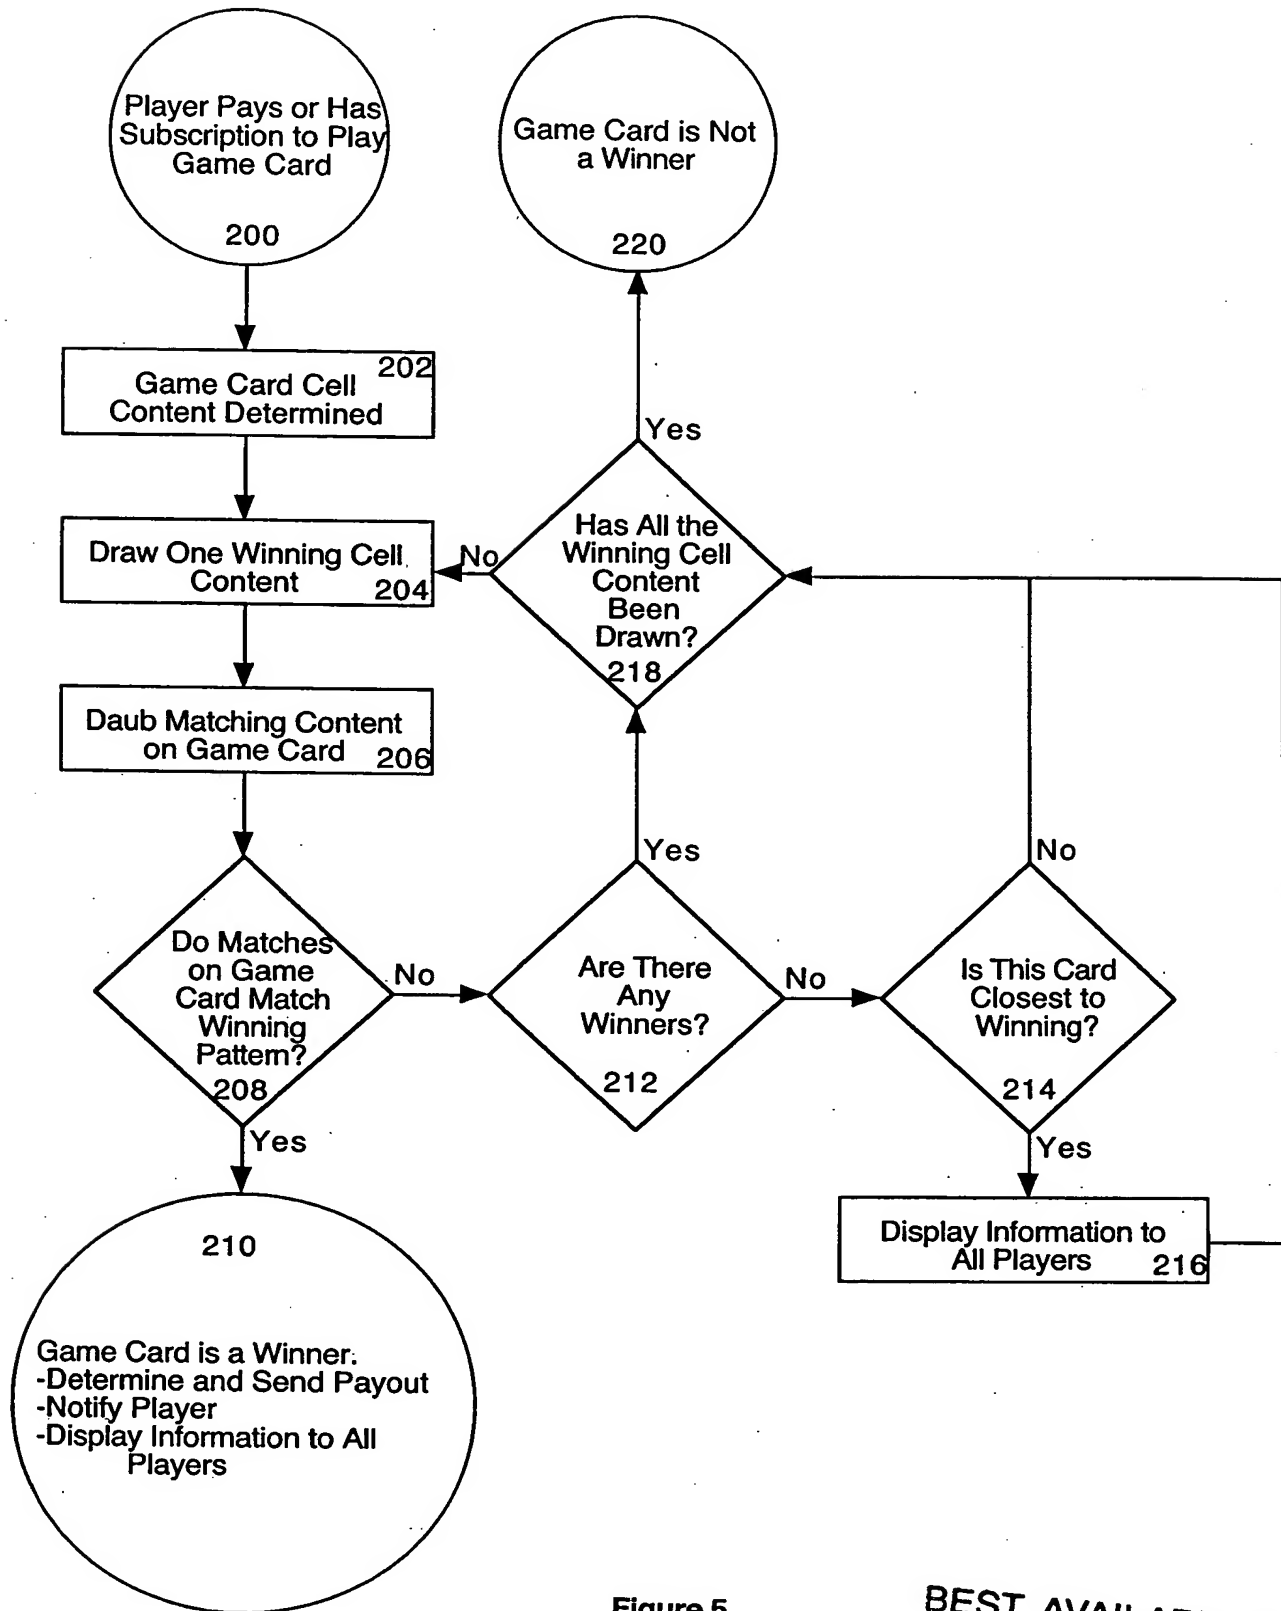 Player Pays or Has
Subscription to Play
Game Card
200
Game Card is Not
a Winner
220
202
Game Card Cell
Content Determined
Yes
Draw One Winning Cell
Content 204
No
Has All the
Winning Cell
Content
Been
Drawn?
218
Daub Matching Content
on Game Card 206
Do Matches
on Game
Card Match
Winning
Pattern?
208
No
Yes
Are There
Any
Winners?
212
Yes
No
Is This Card
Closest to
Winning?
214
No
Yes
Display Information to
All Players 216
210
Game Card is a Winner.
-Determine and Send Payout
-Notify Player
-Display Information to All
Players
Figure 5
BEST